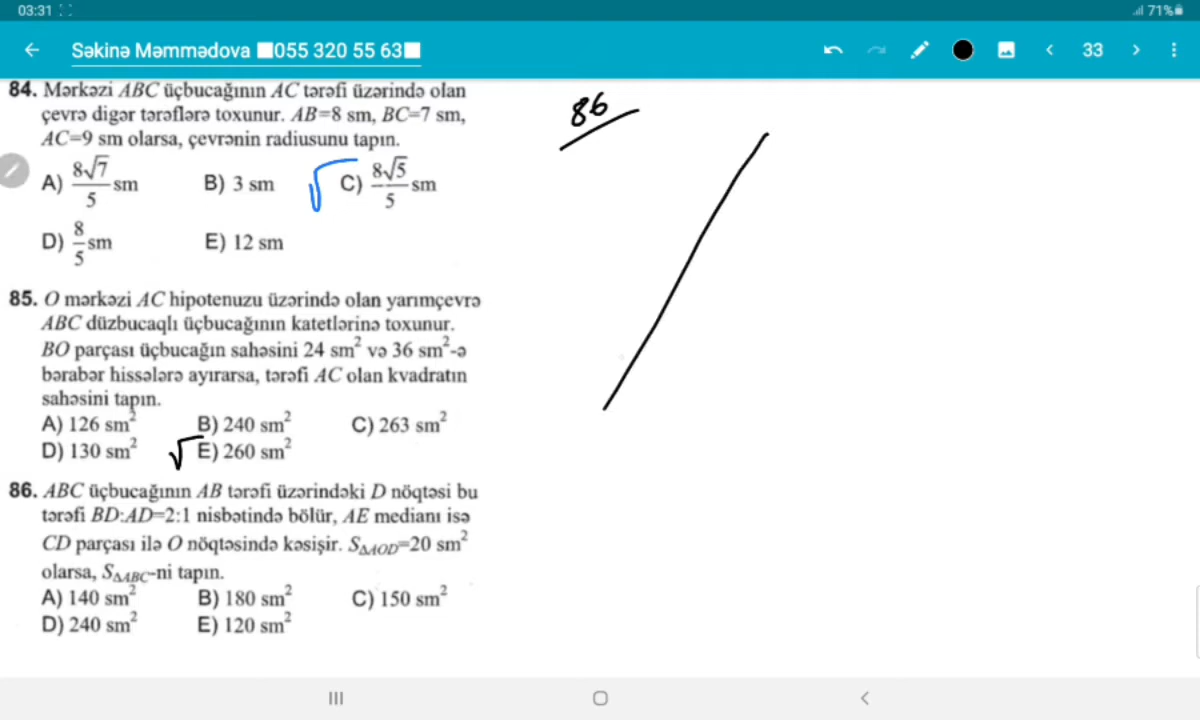 03:31
71%
Səkinə Məmmədova ■055 320 55 63■
33
84. Mərkəzi ABC üçbucağının AC tərəfi üzərində olan
çevrə digər tərəflərə toxunur. AB=8 sm, BC=7 sm,
AC=9 sm olarsa, çevrənin radiusunu tapın.
A) 8√7/5 sm B) 3 sm C) 8√5/5 sm
D) 8/5 sm E) 12 sm
85. O mərkəzi AC hipotenuzu üzərində olan yarımçevrə
ABC düzbucaqlı üçbucağının katetlərinə toxunur.
BO parçası üçbucağın sahəsini 24 sm² və 36 sm²-ə
bərabər hissələrə ayırarsa, tərəfi AC olan kvadratın
sahəsini tapın.
A) 126 sm² B) 240 sm² C) 263 sm²
D) 130 sm² E) 260 sm²
86. ABC üçbucağının AB tərəfi üzərindəki D nöqtəsi bu
tərəfi BD:AD=2:1 nisbətində bölür, AE medianı isə
CD parçası ilə O nöqtəsində kəsişir. S△AOD=20 sm²
olarsa, S△ABC-ni tapın.
A) 140 sm² B) 180 sm² C) 150 sm²
D) 240 sm² E) 120 sm²
86